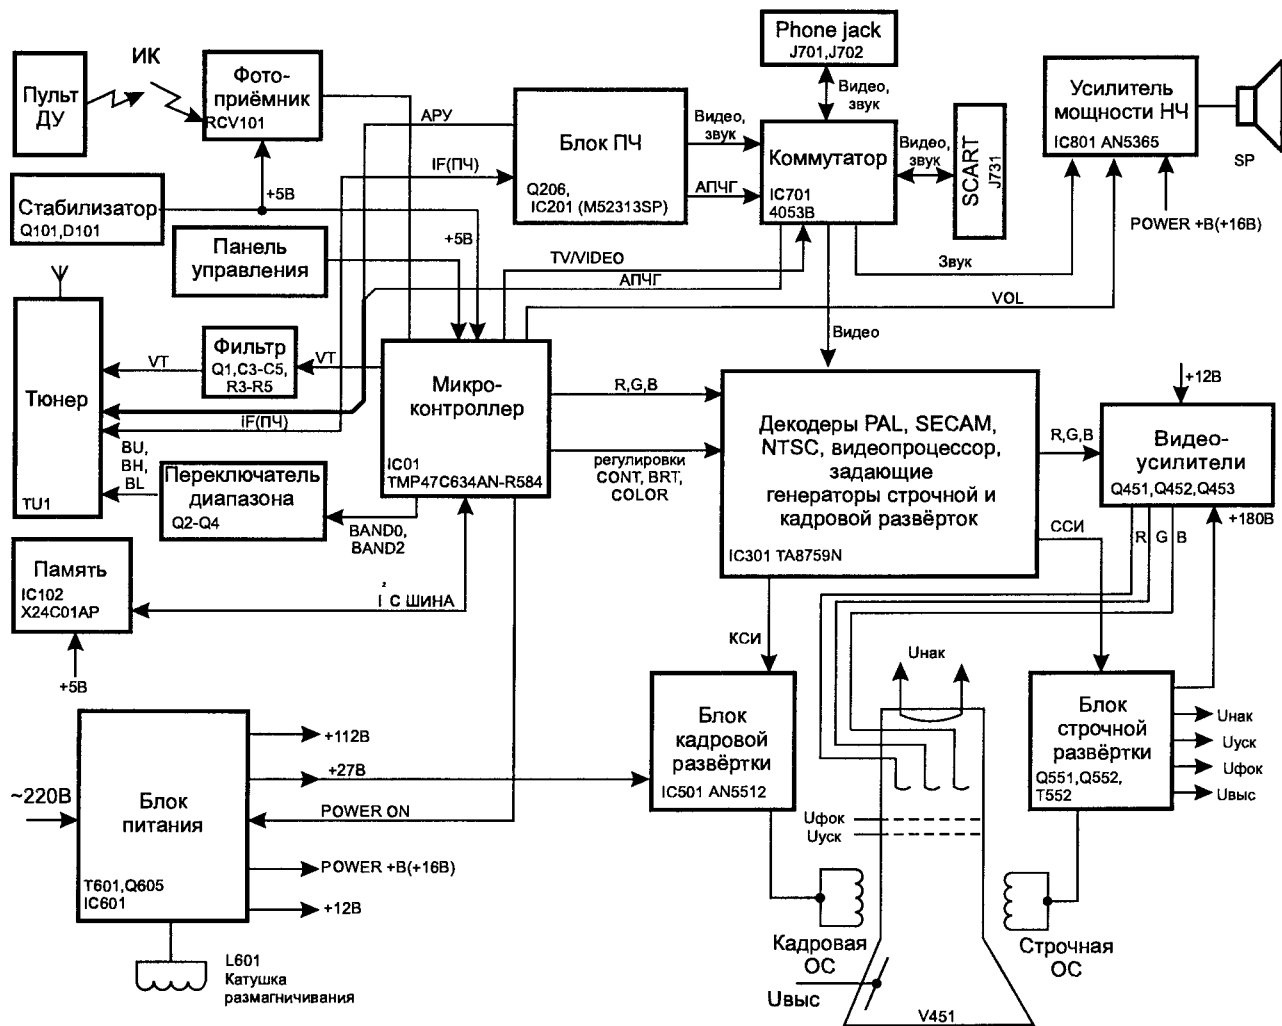 Phone jack
J701,J702
ИК
Пульт
ДУ
Фото-
приёмник
RCV101
АРУ
Блок ПЧ
Q206,
IC201 (M52313SP)
Видео,
звук
Видео,
звук
Коммутатор
IC701
4053B
Видео,
звук
SCART
J731
Усилитель
мощности НЧ
IC801 AN5365
SP
IF(ПЧ)
АПЧГ
Стабилизатор
Q101,D101
+5В
+5В
Панель
управления
POWER +B(+16B)
TV/VIDEO
АПЧГ
Звук
VOL
Видео
Тюнер
TU1
VT
Фильтр
Q1,C3-C5,
R3-R5
VT
IF(ПЧ)
BU,
BH,
BL
Переключатель
диапазона
Q2-Q4
Микро-
контроллер
IC01
TMP47C634AN-R584
BAND0,
BAND2
R,G,B
регулировки
CONT, BRT,
COLOR
Декодеры PAL, SECAM,
NTSC, видеопроцессор,
задающие
генераторы строчной и
кадровой развёрток
IC301 TA8759N
+12В
R,G,B
Видео-
усилители
Q451,Q452,Q453
R G B
+180В
ССИ
Память
IC102
X24C01AP
+5В
I²C ШИНА
КСИ
Uнак
Блок
кадровой
развёртки
IC501 AN5512
Блок
строчной
развёртки
Q551,Q552,
T552
Uнак
Uуск
Uфок
Uвыс
~220В
Блок
питания
T601,Q605
IC601
+112В
+27В
POWER ON
POWER +B(+16B)
+12В
Uфок
Uуск
Кадровая
ОС
Строчная
ОС
L601
Катушка
размагничивания
Uвыс
V451